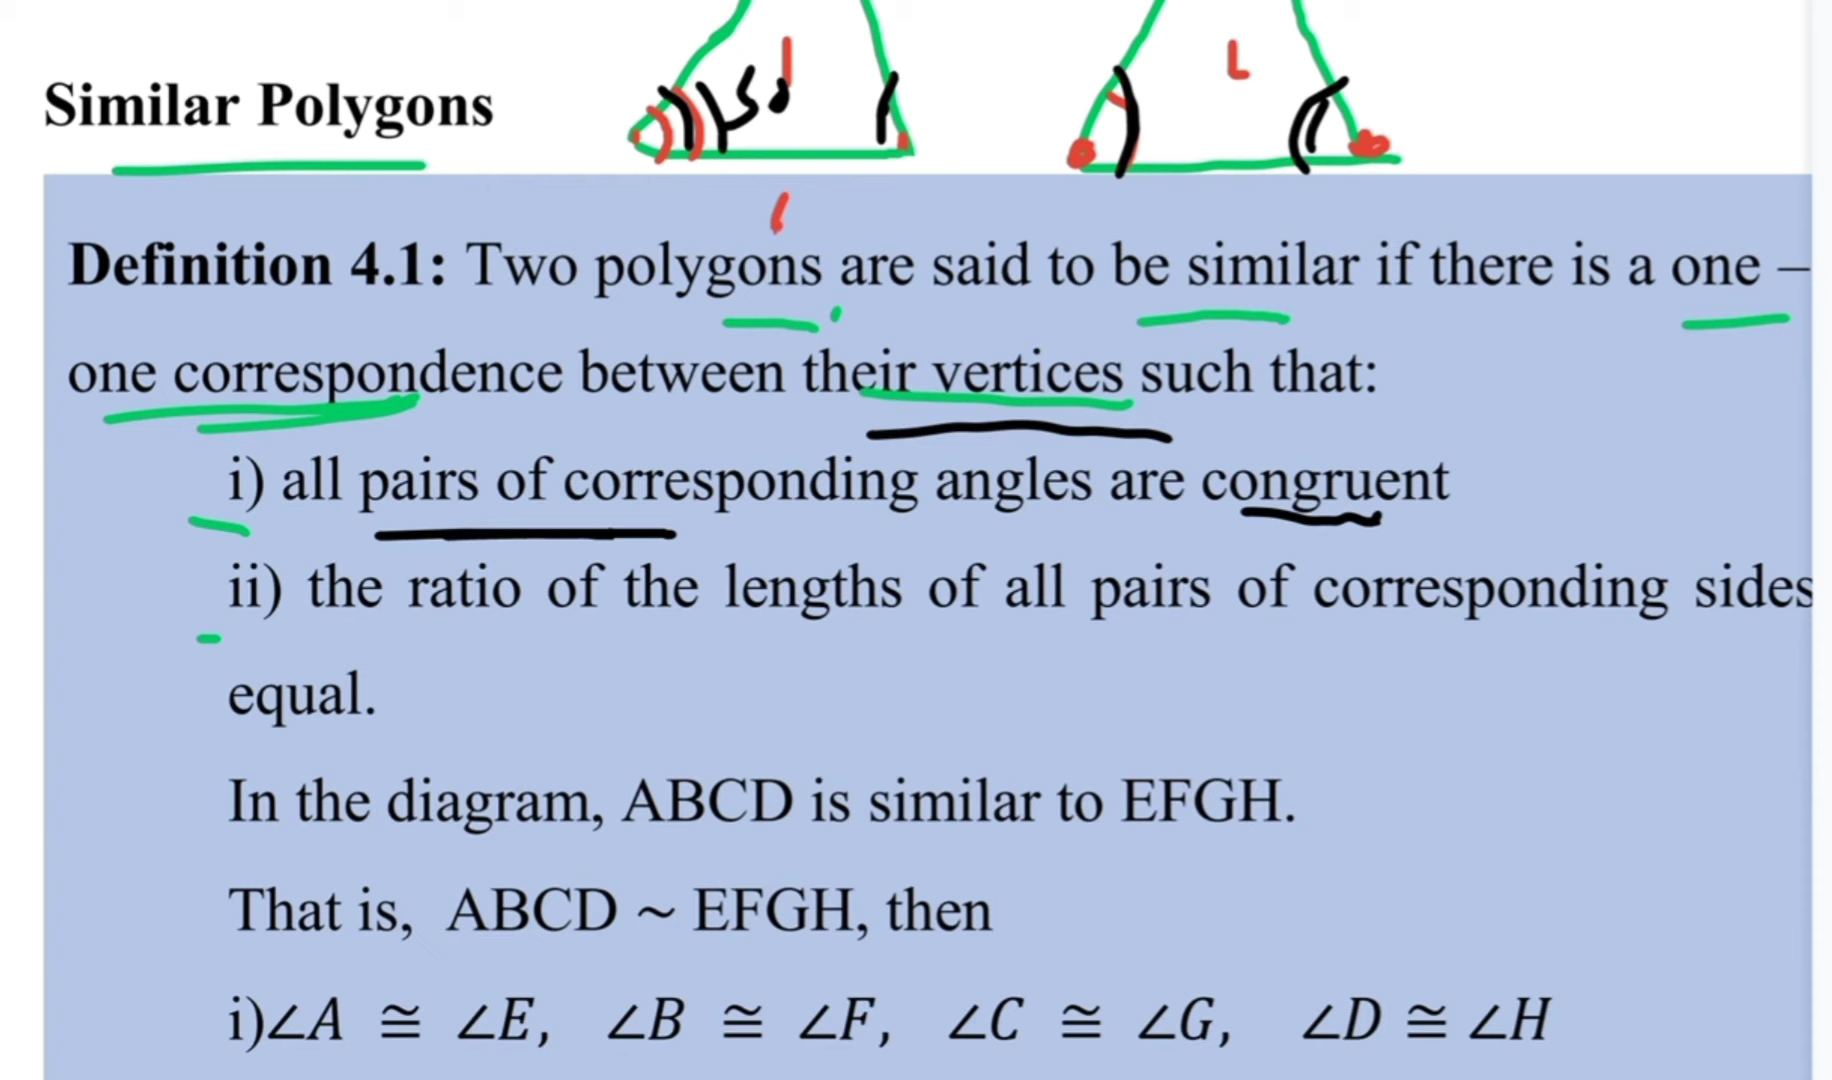 Similar Polygons
Definition 4.1: Two polygons are said to be similar if there is a one –
one correspondence between their vertices such that:
i) all pairs of corresponding angles are congruent
ii) the ratio of the lengths of all pairs of corresponding sides
equal.
In the diagram, ABCD is similar to EFGH.
That is, ABCD ~ EFGH, then
i)∠A ≅ ∠E, ∠B ≅ ∠F, ∠C ≅ ∠G, ∠D ≅ ∠H